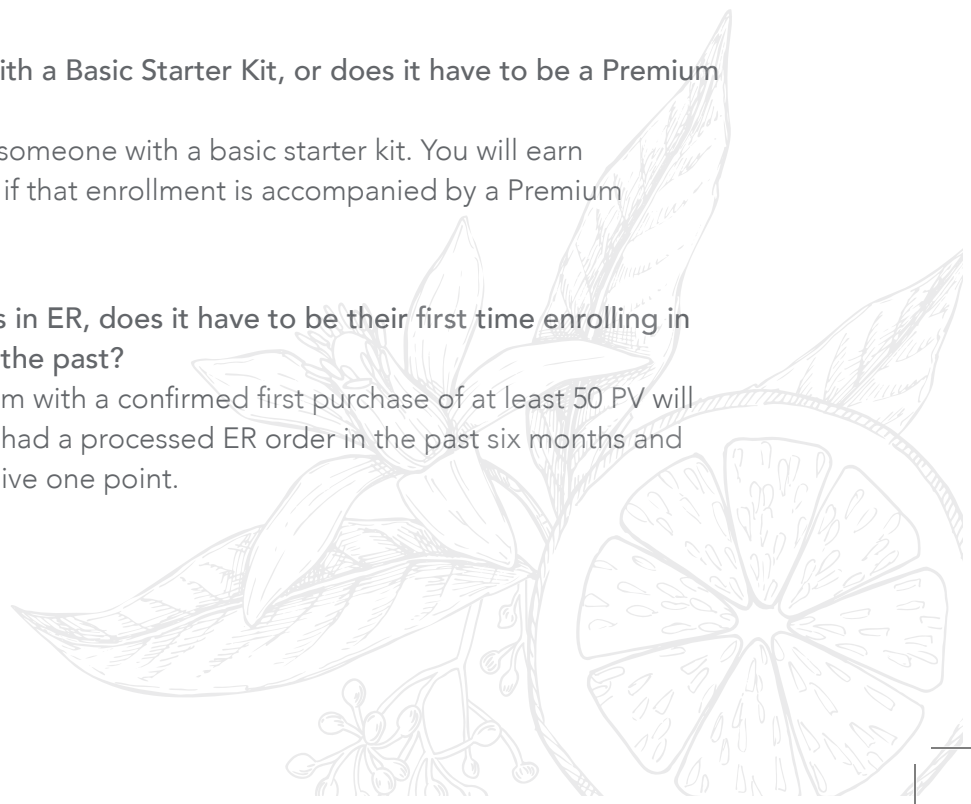 ith a Basic Starter Kit, or does it have to be a Premium
someone with a basic starter kit. You will earn
if that enrollment is accompanied by a Premium
s in ER, does it have to be their first time enrolling in
the past?
m with a confirmed first purchase of at least 50 PV will
had a processed ER order in the past six months and
ive one point.